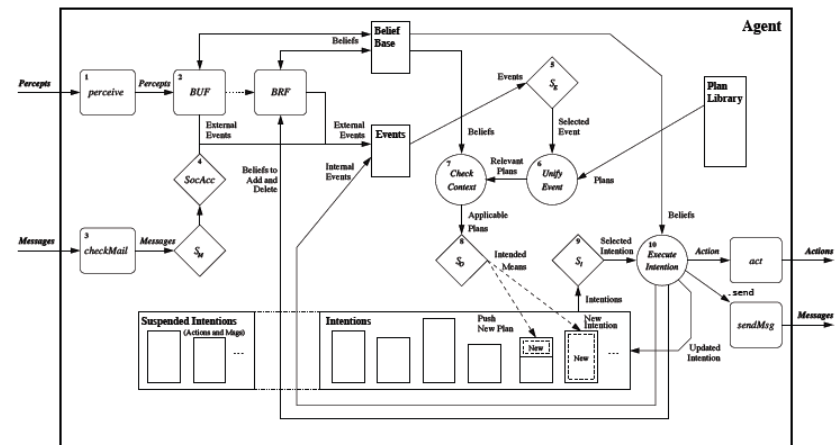 Agent
Belief
Base
Beliefs
Percepts
1
perceive
Percepts
2
BUF
BRF
5
S_E
Events
Plan
Library
External
Events
External
Events
Events
Selected
Event
4
SocAcc
Beliefs to
Add and
Delete
Internal
Events
Beliefs
7
Check
Context
Relevant
Plans
6
Unify
Event
Plans
Messages
3
checkMail
Messages
S_M
Applicable
Plans
8
S_O
Intended
Means
9
S_I
Selected
Intention
Beliefs
10
Execute
Intention
Action
act
Actions
.send
sendMsg
Messages
Intentions
Suspended Intentions
(Actions and Msgs)
...
Intentions
Push
New Plan
New
New
Intention
New
...
Updated
Intention